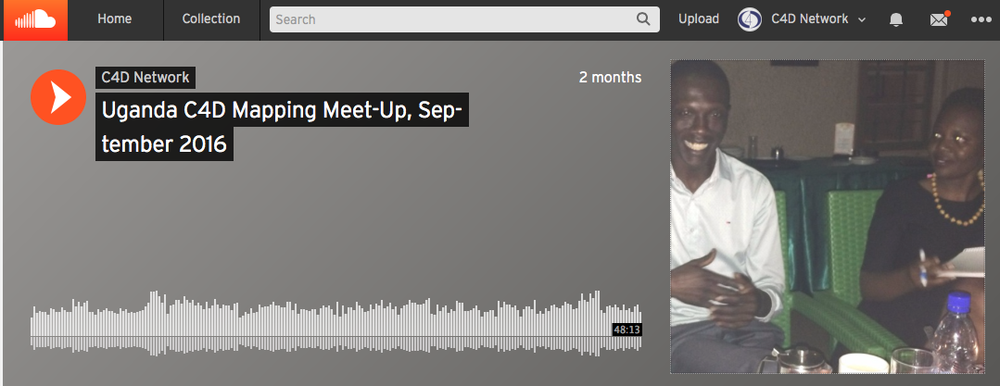 Home
Collection
Search
Upload
C4D Network
C4D Network
2 months
Uganda C4D Mapping Meet-Up, Sep-
tember 2016
48:13